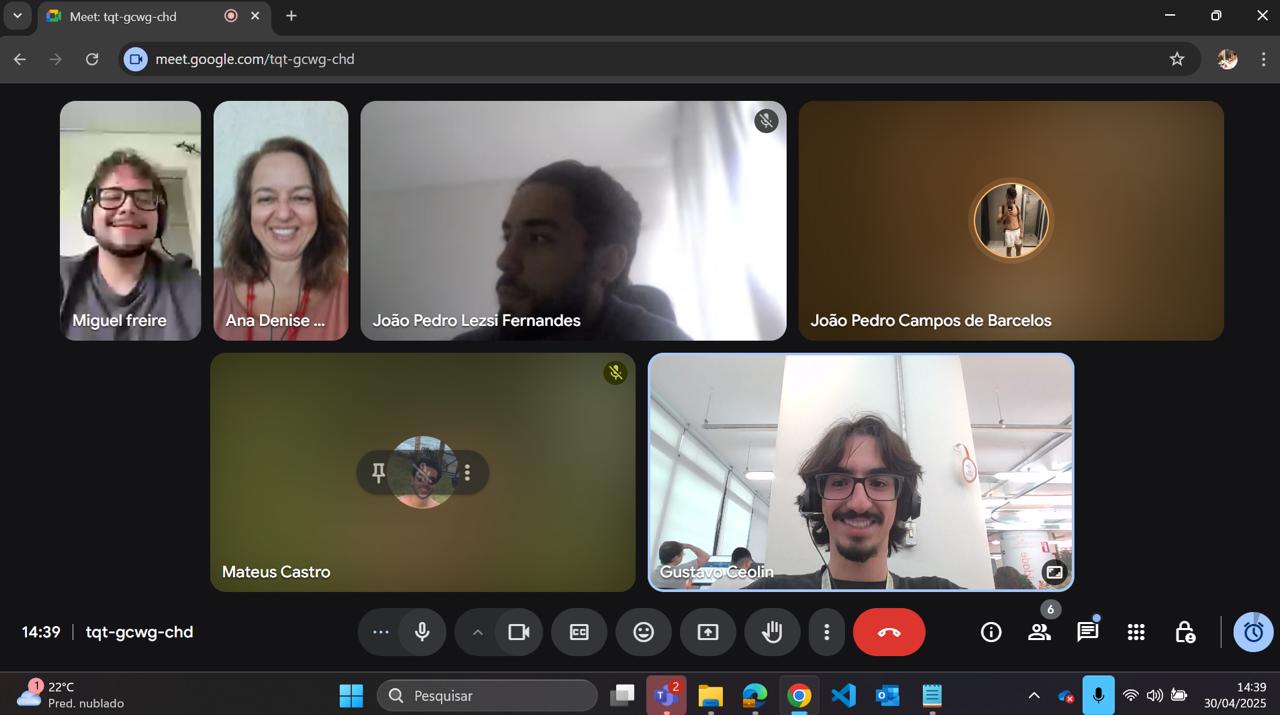 Meet: tqt-gcwg-chd
meet.google.com/tqt-gcwg-chd
Miguel freire
Ana Denise ...
João Pedro Lezsi Fernandes
João Pedro Campos de Barcelos
Mateus Castro
Gustavo Ceolin
6
14:39 | tqt-gcwg-chd
CC
1
22°C
Pred. nublado
Pesquisar
2
14:39
30/04/2025